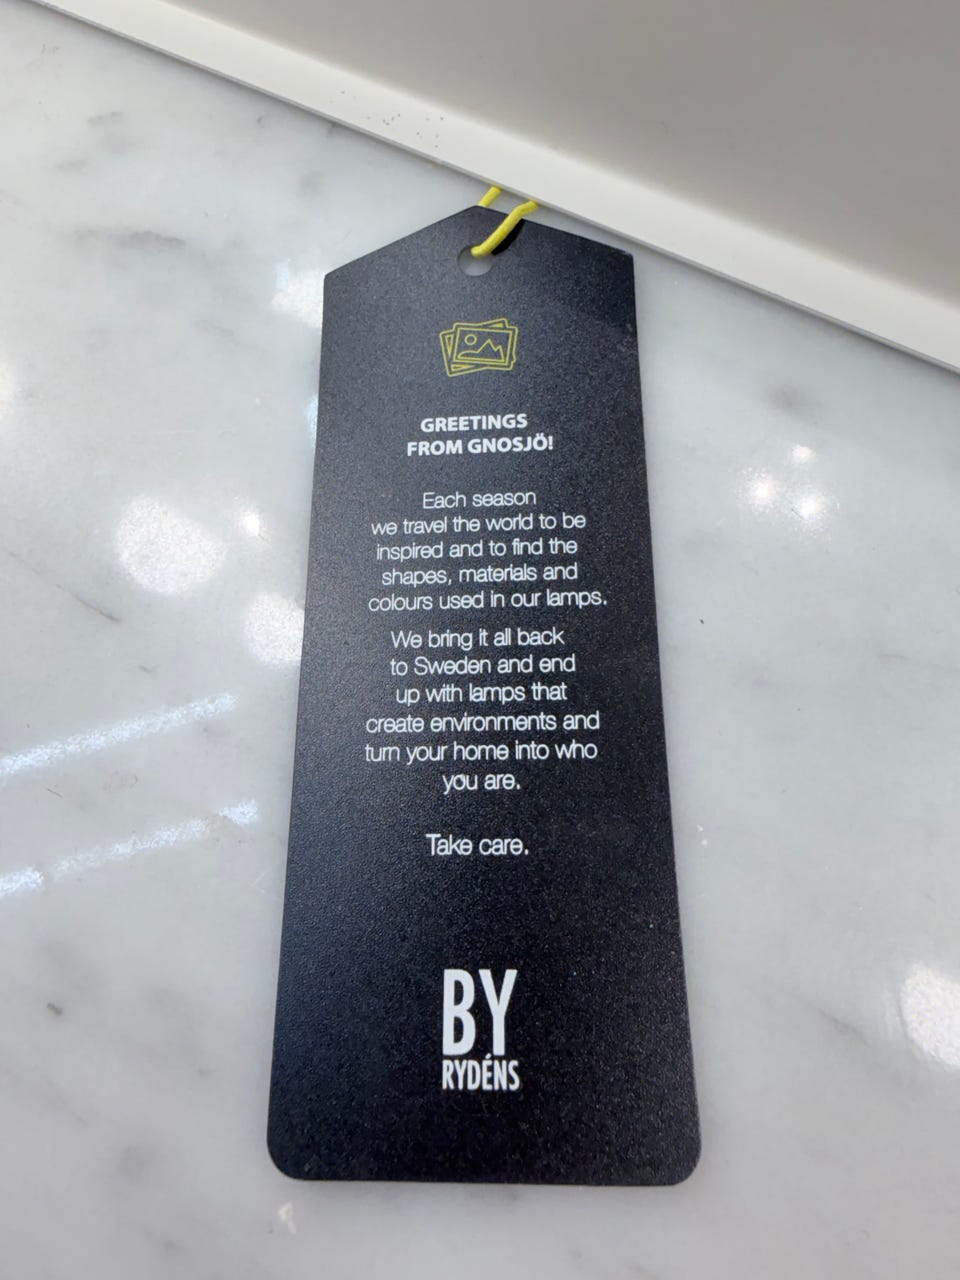 GREETINGS
FROM GNOSJÖ!
Each season
we travel the world to be
inspired and to find the
shapes, materials and
colours used in our lamps.
We bring it all back
to Sweden and end
up with lamps that
create environments and
turn your home into who
you are.
Take care.
BY
RYDÉNS